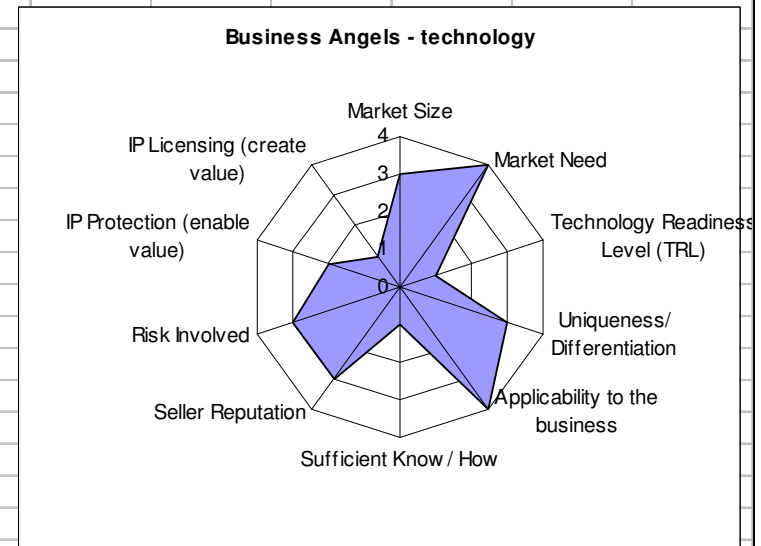 Business Angels - technology
Market Size
4
3
2
1
0
Market Need
Technology Readiness
Level (TRL)
Uniqueness/
Differentiation
Applicability to the
business
Sufficient Know / How
Seller Reputation
Risk Involved
IP Protection (enable
value)
IP Licensing (create
value)